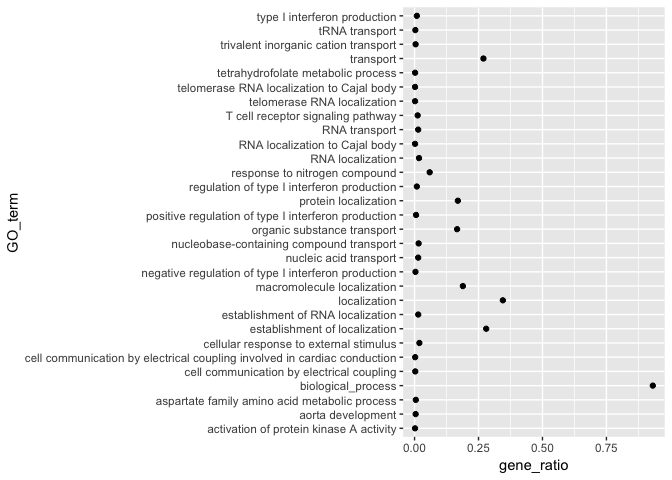 type I interferon production
tRNA transport
trivalent inorganic cation transport
transport
tetrahydrofolate metabolic process
telomerase RNA localization to Cajal body
telomerase RNA localization
T cell receptor signaling pathway
RNA transport
RNA localization to Cajal body
RNA localization
response to nitrogen compound
regulation of type I interferon production
protein localization
positive regulation of type I interferon production
organic substance transport
nucleobase-containing compound transport
nucleic acid transport
negative regulation of type I interferon production
macromolecule localization
localization
establishment of RNA localization
establishment of localization
cellular response to external stimulus
cell communication by electrical coupling involved in cardiac conduction
cell communication by electrical coupling
biological_process
aspartate family amino acid metabolic process
aorta development
activation of protein kinase A activity
GO_term
0.00 0.25 0.50 0.75
gene_ratio